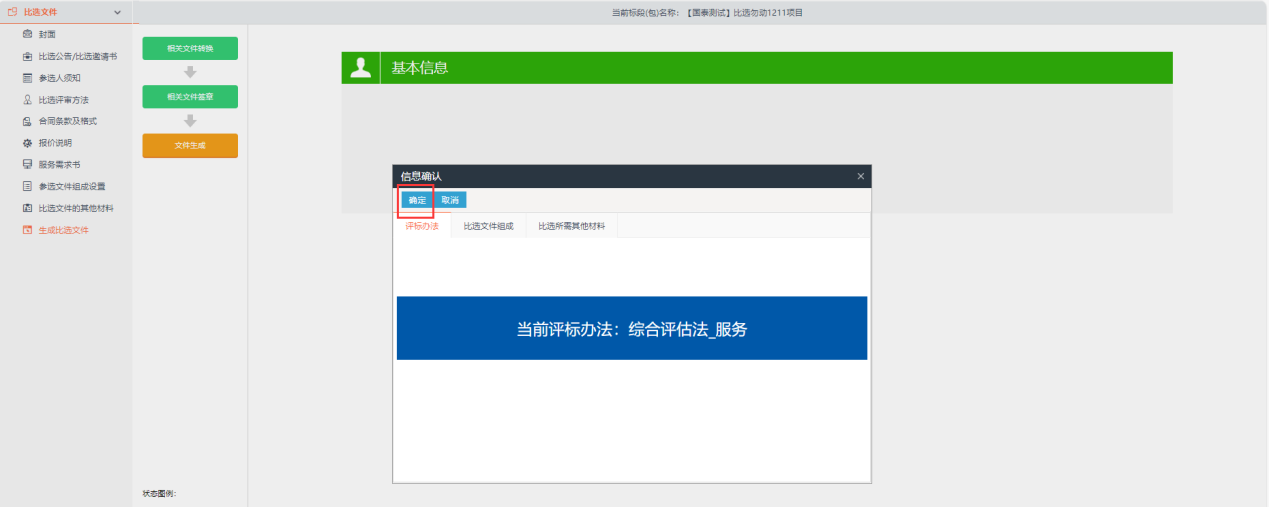 比选文件
当前标段(包)名称：【国泰测试】比选勿动1211项目
封面
比选公告/比选邀请书
参选人须知
比选评审方法
合同条款及格式
报价说明
服务需求书
参选文件组成设置
比选文件的其他材料
生成比选文件
相关文件转换
相关文件签章
文件生成
状态图例：
基本信息
信息确认
确定 取消
评标办法 比选文件组成 比选所需其他材料
当前评标办法：综合评估法_服务